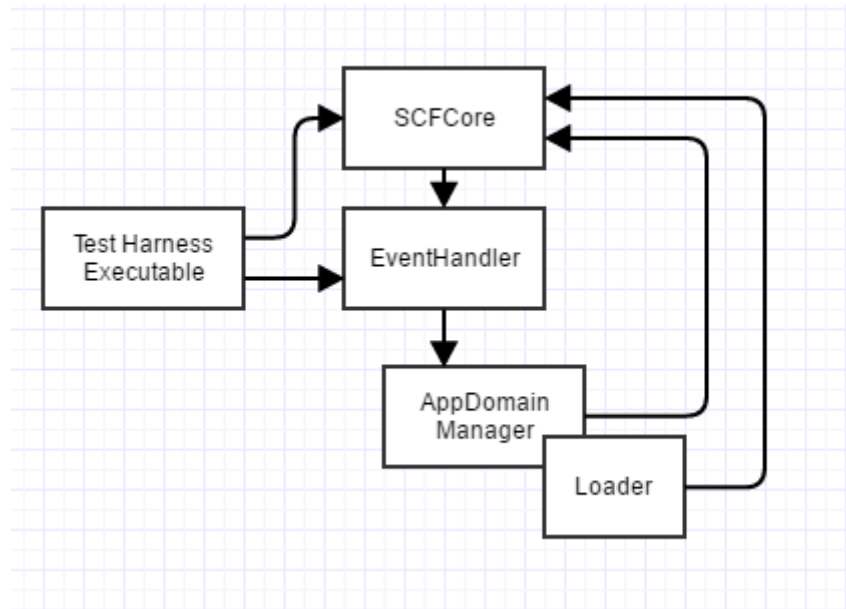 SCFCore
Test Harness
Executable
EventHandler
AppDomain
Manager
Loader